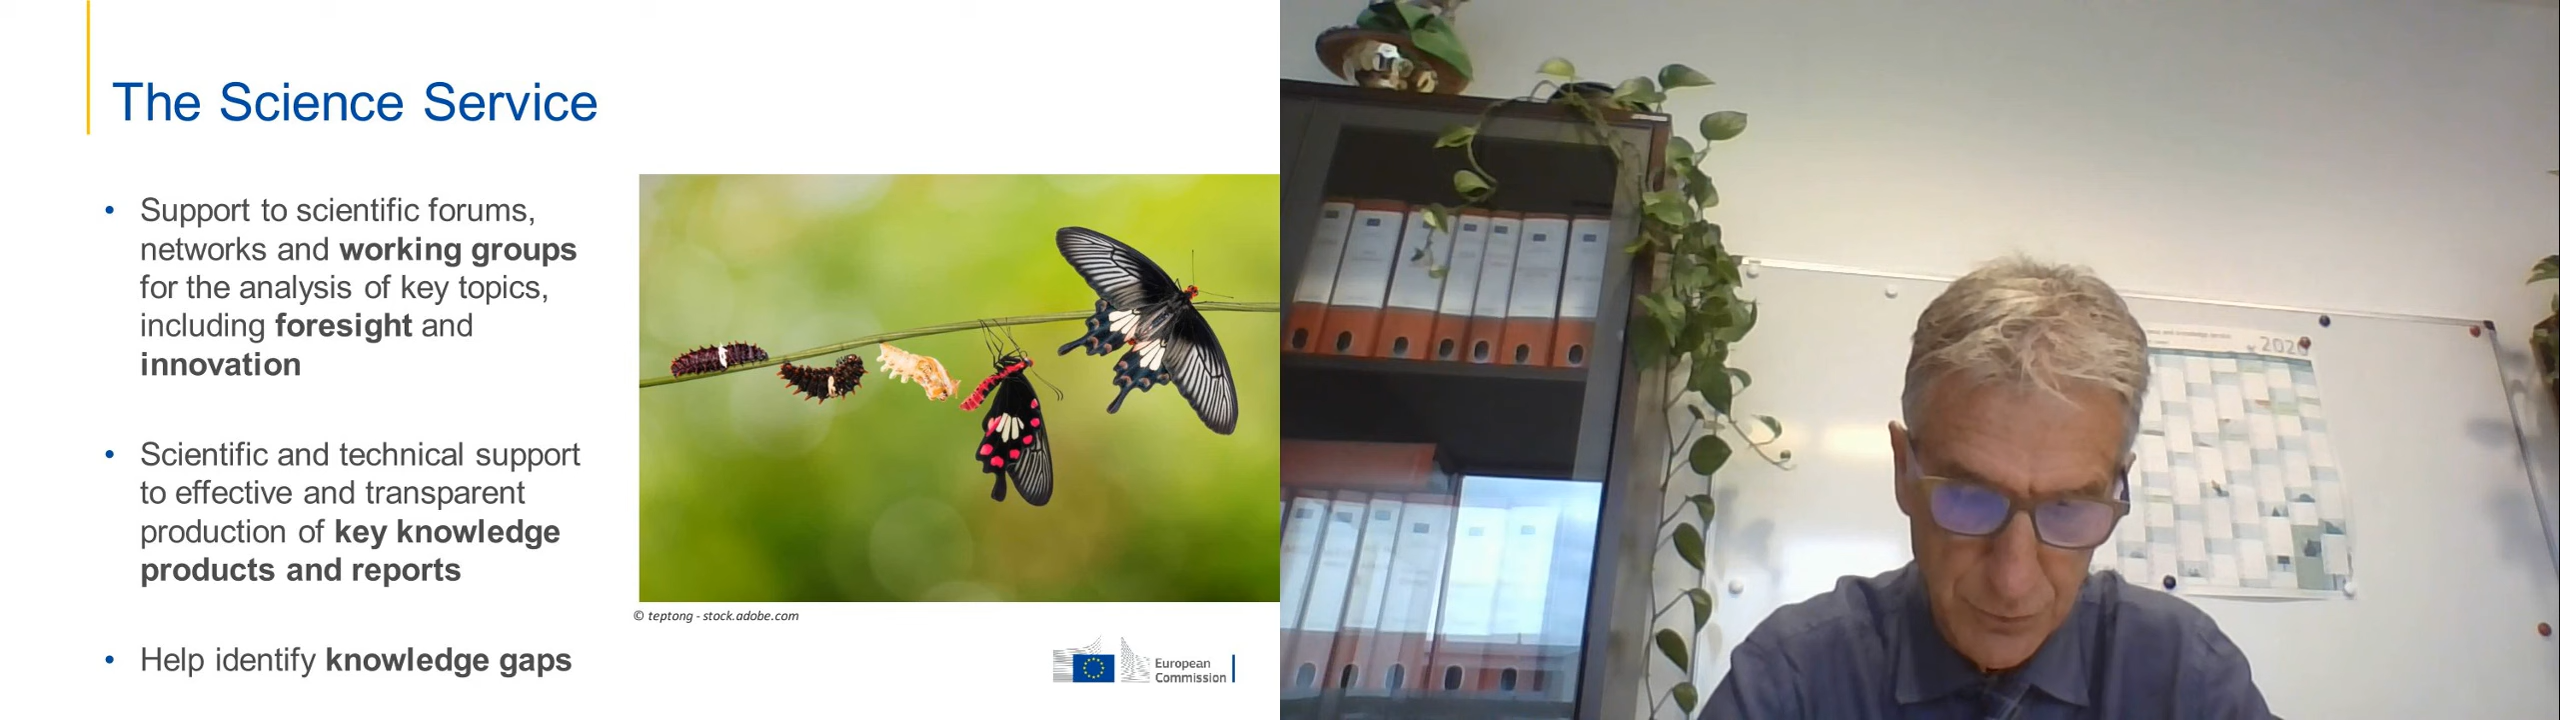 The Science Service
• Support to scientific forums,
networks and working groups
for the analysis of key topics,
including foresight and
innovation
• Scientific and technical support
to effective and transparent
production of key knowledge
products and reports
• Help identify knowledge gaps
© teptong - stock.adobe.com
European
Commission
2020